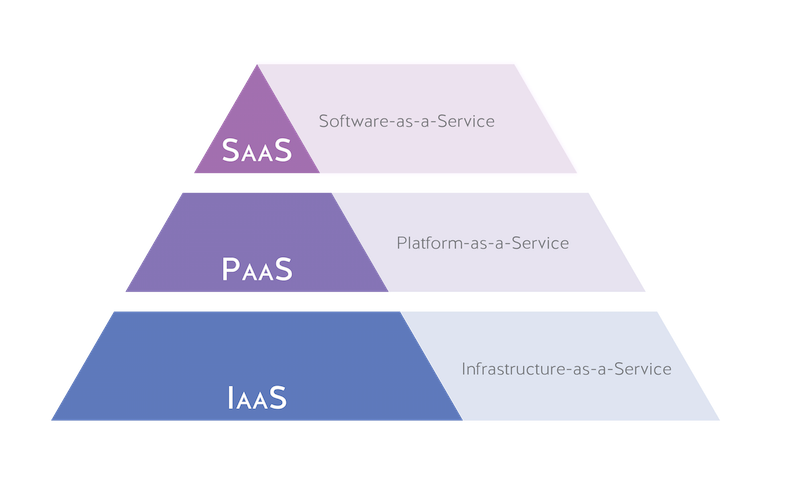 SaaS
Software-as-a-Service
PaaS
Platform-as-a-Service
IaaS
Infrastructure-as-a-Service